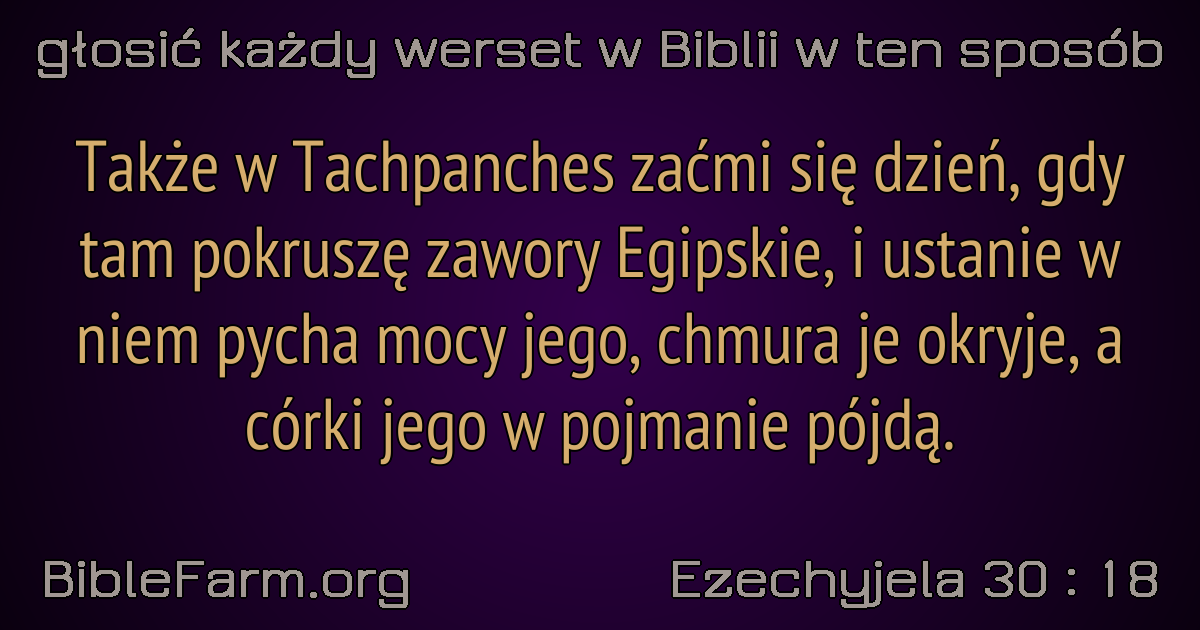 głosić każdy werset w Biblii w ten sposób
Także w Tachpanches zaćmi się dzień, gdy
tam pokruszę zawory Egipskie, i ustanie w
niem pycha mocy jego, chmura je okryje, a
córki jego w pojmanie pójdą.
BibleFarm.org
Ezechyjela 30 : 18